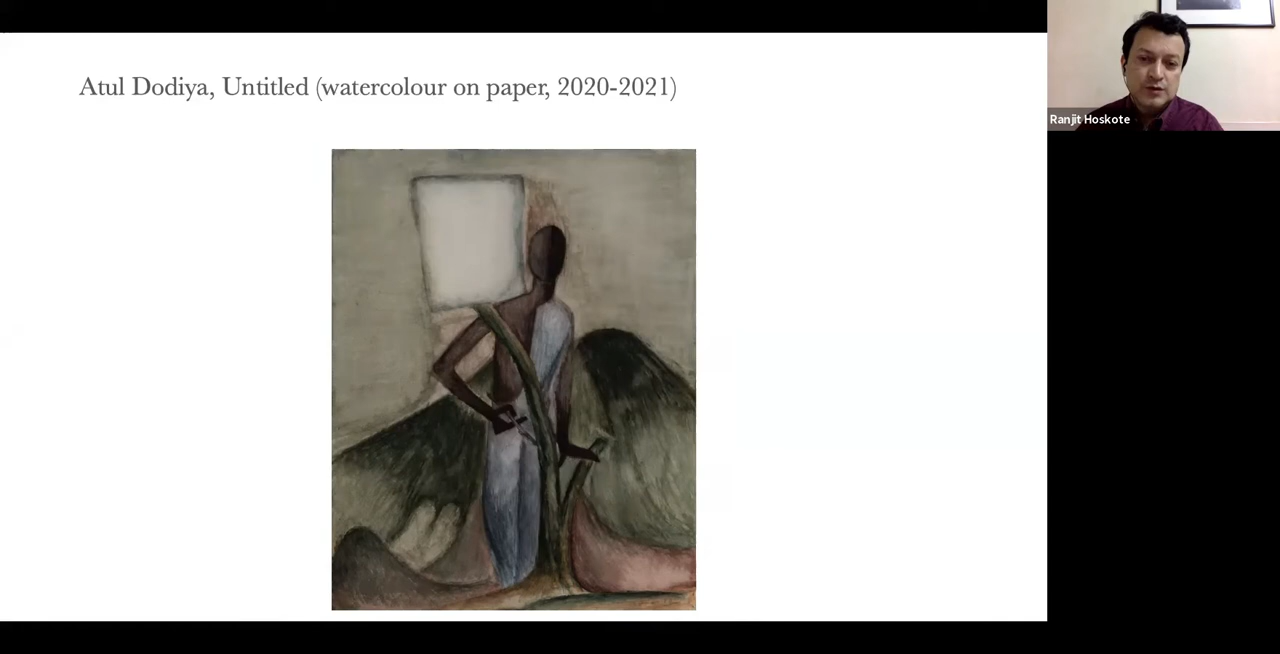 Atul Dodiya, Untitled (watercolour on paper, 2020-2021)
Ranjit Hoskote